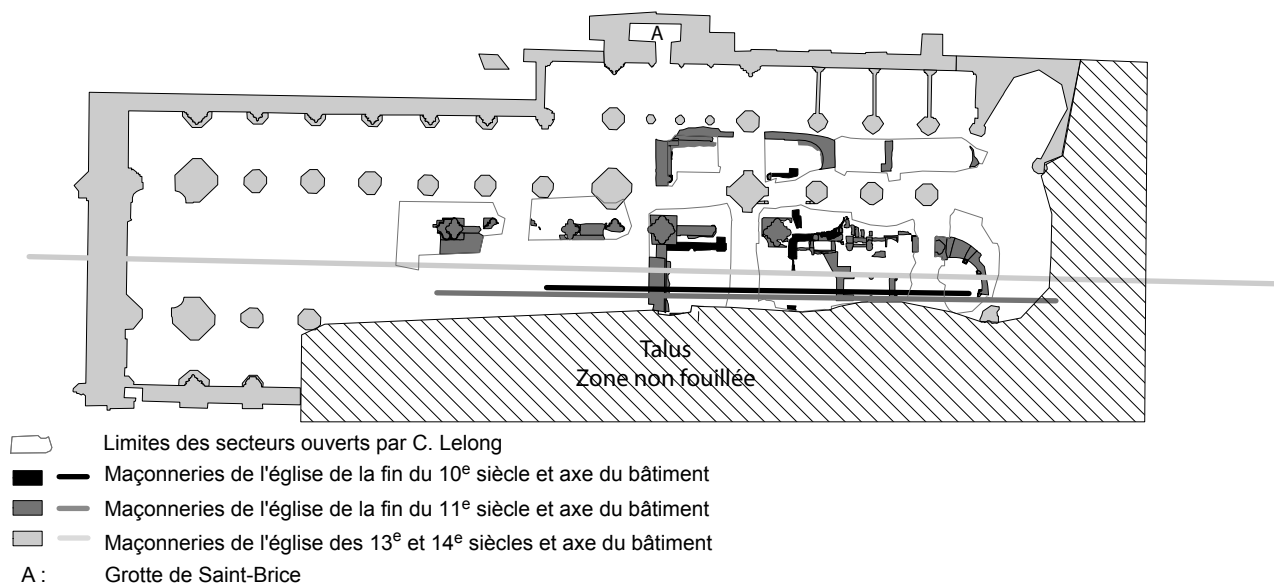 A
Talus
Zone non fouillée
Limites des secteurs ouverts par C. Lelong
Maçonneries de l'église de la fin du 10e siècle et axe du bâtiment
Maçonneries de l'église de la fin du 11e siècle et axe du bâtiment
Maçonneries de l'église des 13e et 14e siècles et axe du bâtiment
A : Grotte de Saint-Brice